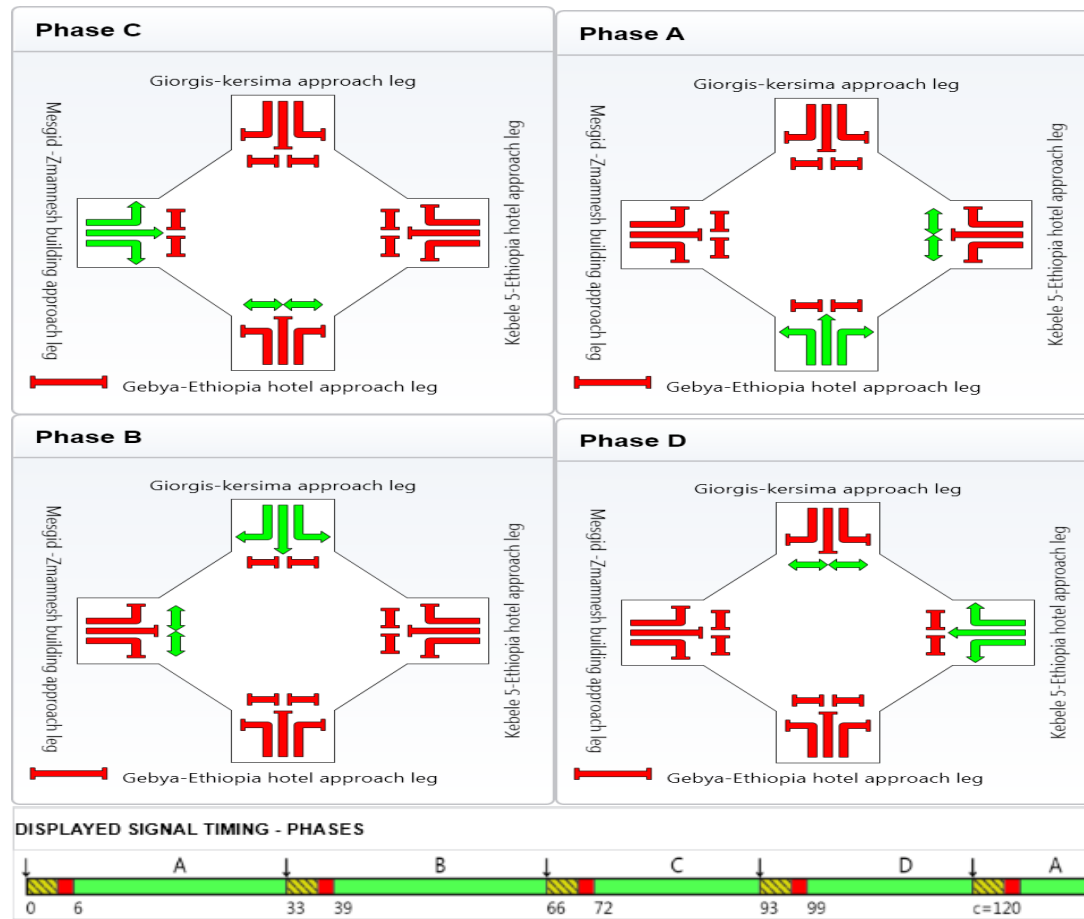 Phase C
Giorgis-kersima approach leg
Mesgid -Zmamnesh building approach leg
Kebele 5-Ethiopia hotel approach leg
Gebya-Ethiopia hotel approach leg
Phase A
Giorgis-kersima approach leg
Mesgid -Zmamnesh building approach leg
Kebele 5-Ethiopia hotel approach leg
Gebya-Ethiopia hotel approach leg
Phase B
Giorgis-kersima approach leg
Mesgid -Zmamnesh building approach leg
Kebele 5-Ethiopia hotel approach leg
Gebya-Ethiopia hotel approach leg
Phase D
Giorgis-kersima approach leg
Mesgid -Zmamnesh building approach leg
Kebele 5-Ethiopia hotel approach leg
Gebya-Ethiopia hotel approach leg
DISPLAYED SIGNAL TIMING - PHASES
A B C D A
0 6 33 39 66 72 93 99 c=120